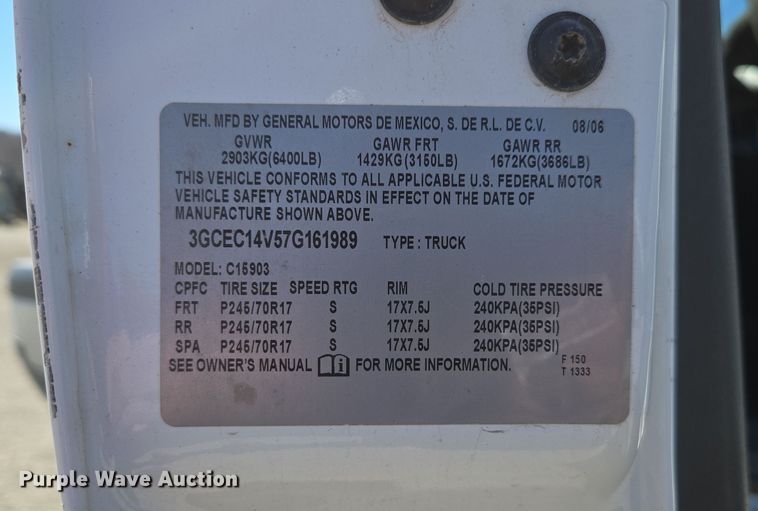 VEH. MFD BY GENERAL MOTORS DE MEXICO, S. DE R.L. DE C.V. 08/06
GVWR GAWR FRT GAWR RR
2903KG(6400LB) 1429KG(3150LB) 1672KG(3686LB)
THIS VEHICLE CONFORMS TO ALL APPLICABLE U.S. FEDERAL MOTOR
VEHICLE SAFETY STANDARDS IN EFFECT ON THE DATE OF
MANUFACTURE SHOWN ABOVE.
3GCEC14V57G161989 TYPE: TRUCK
MODEL: C15903
CPFC TIRE SIZE SPEED RTG RIM COLD TIRE PRESSURE
FRT P245/70R17 S 17X7.5J 240KPA(35PSI)
RR P245/70R17 S 17X7.5J 240KPA(35PSI)
SPA P245/70R17 S 17X7.5J 240KPA(35PSI)
SEE OWNER'S MANUAL i FOR MORE INFORMATION.
F 150
T 1333
Purple Wave Auction